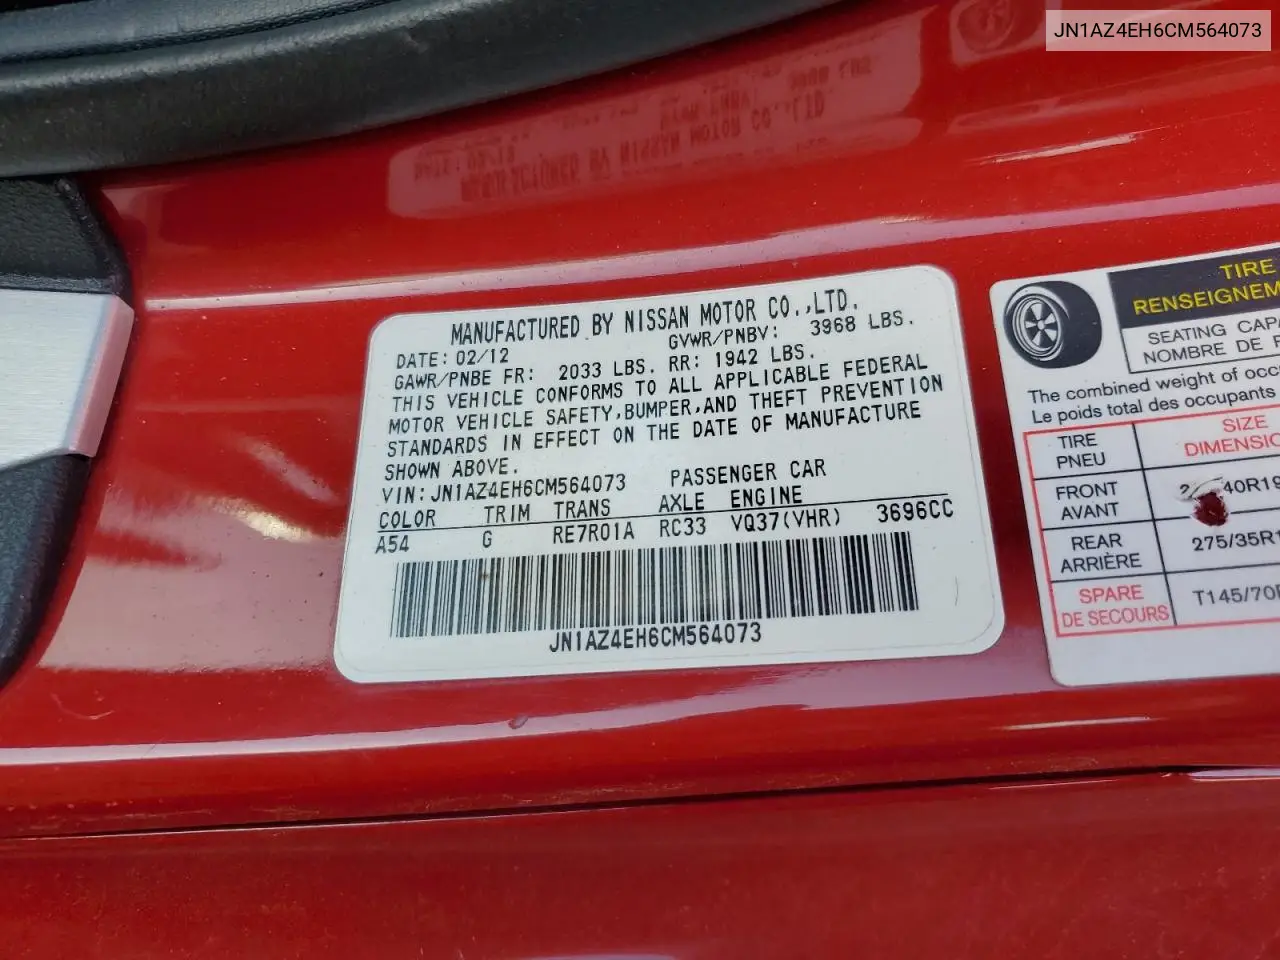 JN1AZ4EH6CM564073
MANUFACTURED BY NISSAN MOTOR CO.,LTD.
DATE: 02/12 GVWR/PNBV: 3968 LBS.
GAWR/PNBE FR: 2033 LBS. RR: 1942 LBS.
THIS VEHICLE CONFORMS TO ALL APPLICABLE FEDERAL
MOTOR VEHICLE SAFETY,BUMPER,AND THEFT PREVENTION
STANDARDS IN EFFECT ON THE DATE OF MANUFACTURE
SHOWN ABOVE.
VIN: JN1AZ4EH6CM564073 PASSENGER CAR
COLOR TRIM TRANS AXLE ENGINE
A54 G RE7R01A RC33 VQ37(VHR) 3696CC
JN1AZ4EH6CM564073
TIRE
RENSEIGNEM
SEATING CAPA
NOMBRE DE P
The combined weight of occ
Le poids total des occupants
TIRE SIZE
PNEU DIMENSIO
FRONT 40R19
AVANT
REAR 275/35R1
ARRIÈRE
SPARE T145/70
DE SECOURS